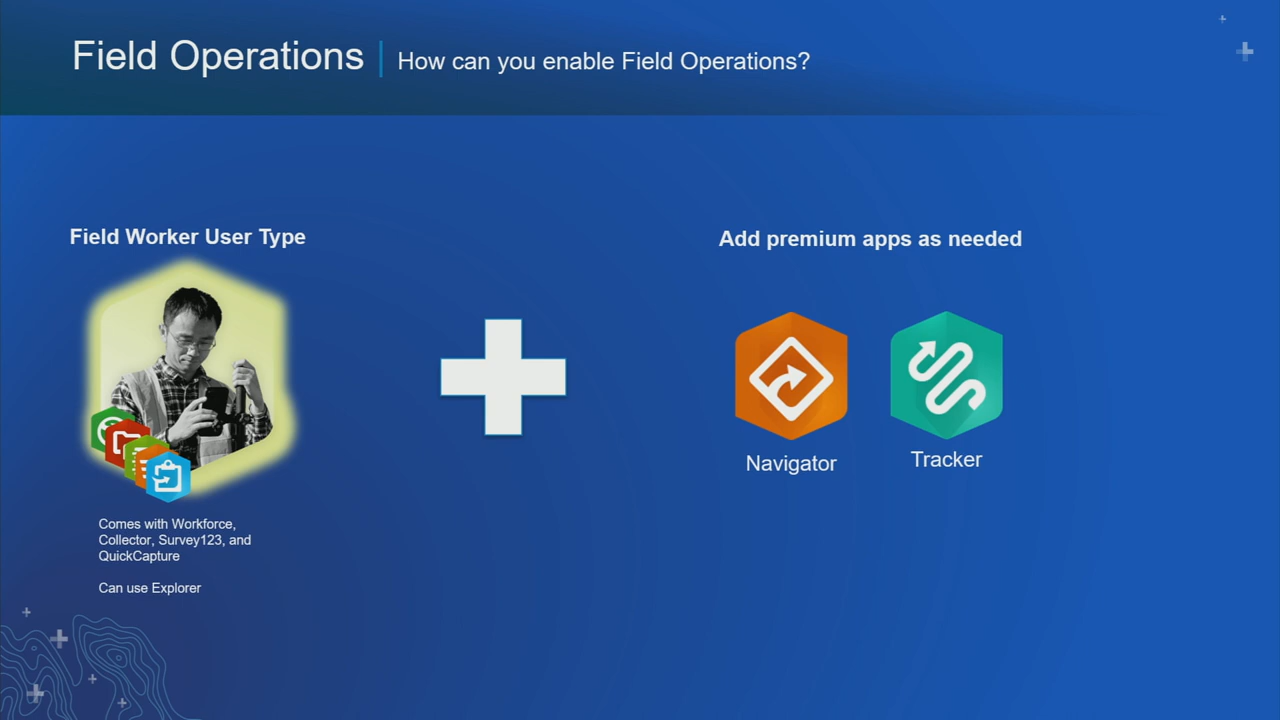 Field Operations | How can you enable Field Operations?
Field Worker User Type
Comes with Workforce,
Collector, Survey123, and
QuickCapture
Can use Explorer
Add premium apps as needed
Navigator
Tracker